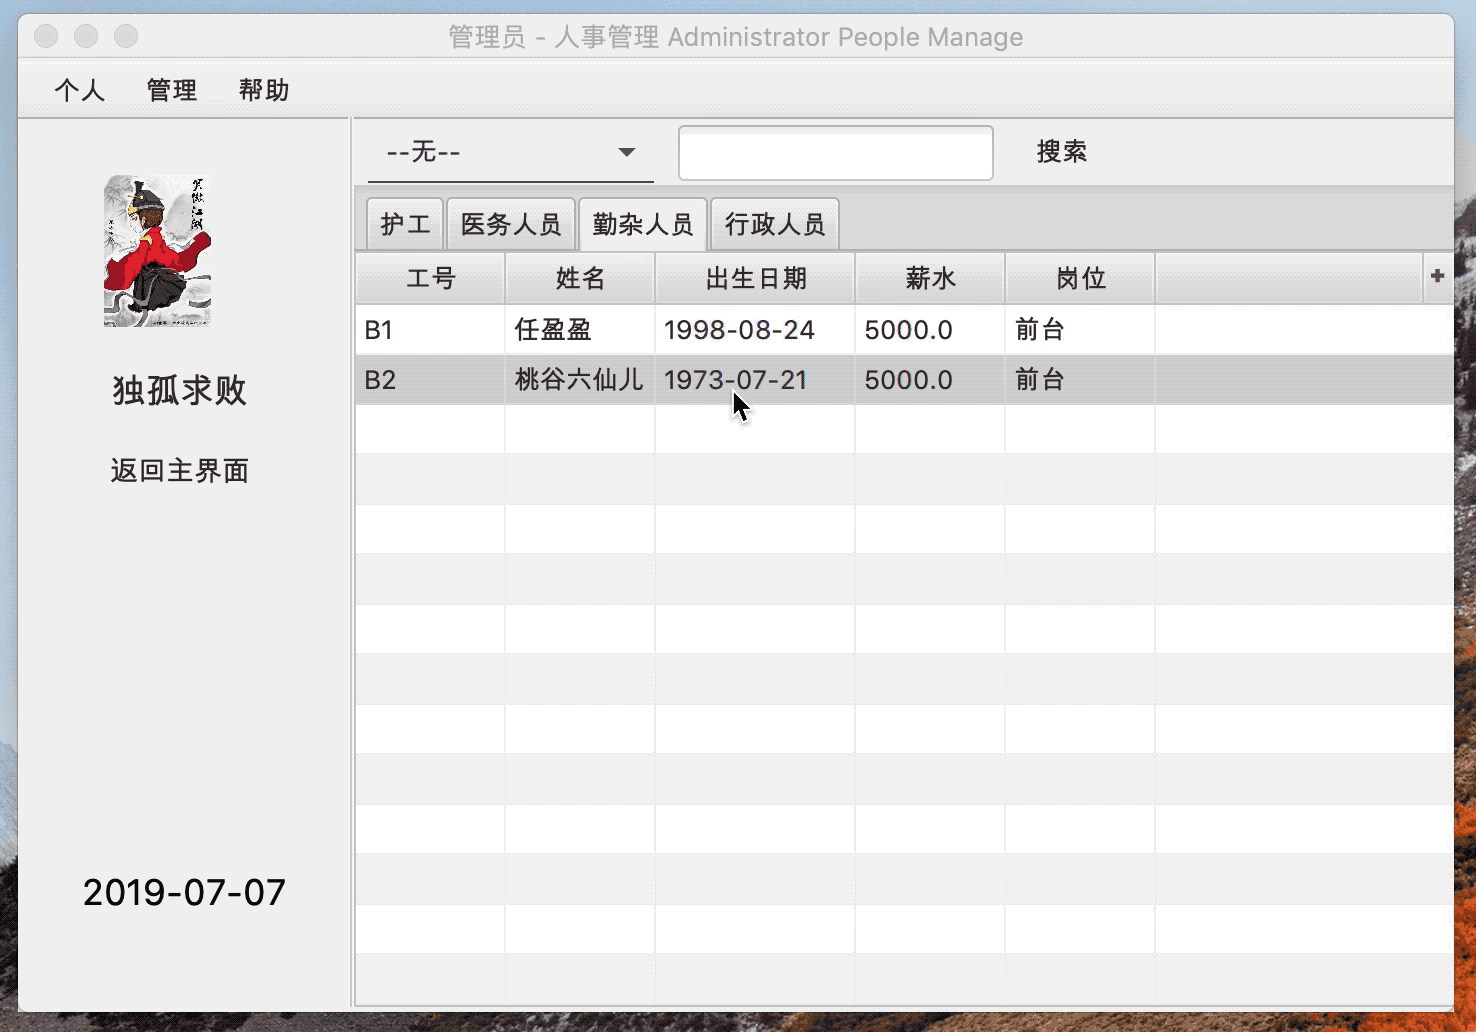 管理员 - 人事管理 Administrator People Manage
个人 管理 帮助
--无-- 搜索
护工 医务人员 勤杂人员 行政人员
工号 姓名 出生日期 薪水 岗位 +
B1 任盈盈 1998-08-24 5000.0 前台
B2 桃谷六仙儿 1973-07-21 5000.0 前台
笑傲江湖
独孤求败
返回主界面
2019-07-07